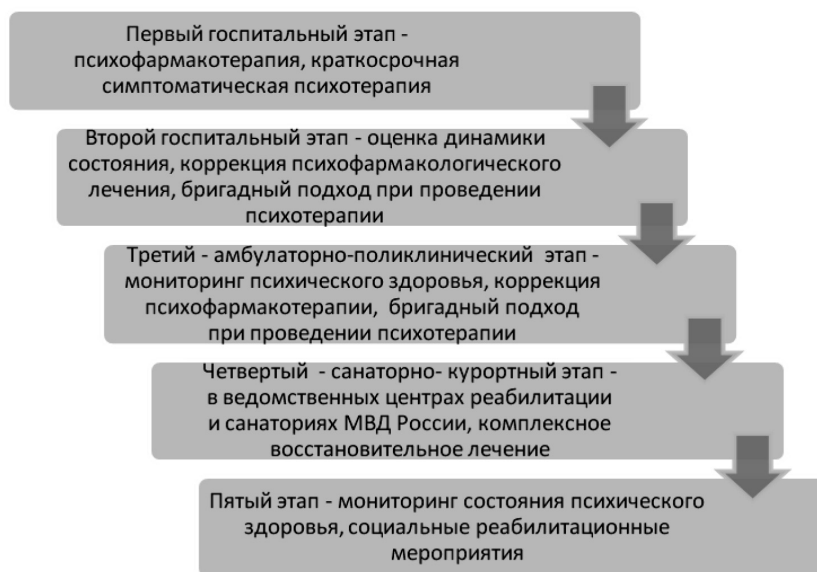 Первый госпитальный этап -
психофармакотерапия, краткосрочная
симптоматическая психотерапия
Второй госпитальный этап - оценка динамики
состояния, коррекция психофармакологического
лечения, бригадный подход при проведении
психотерапии
Третий - амбулаторно-поликлинический этап -
мониторинг психического здоровья, коррекция
психофармакотерапии, бригадный подход
при проведении психотерапии
Четвертый - санаторно- курортный этап -
в ведомственных центрах реабилитации
и санаториях МВД России, комплексное
восстановительное лечение
Пятый этап - мониторинг состояния психического
здоровья, социальные реабилитационные
мероприятия